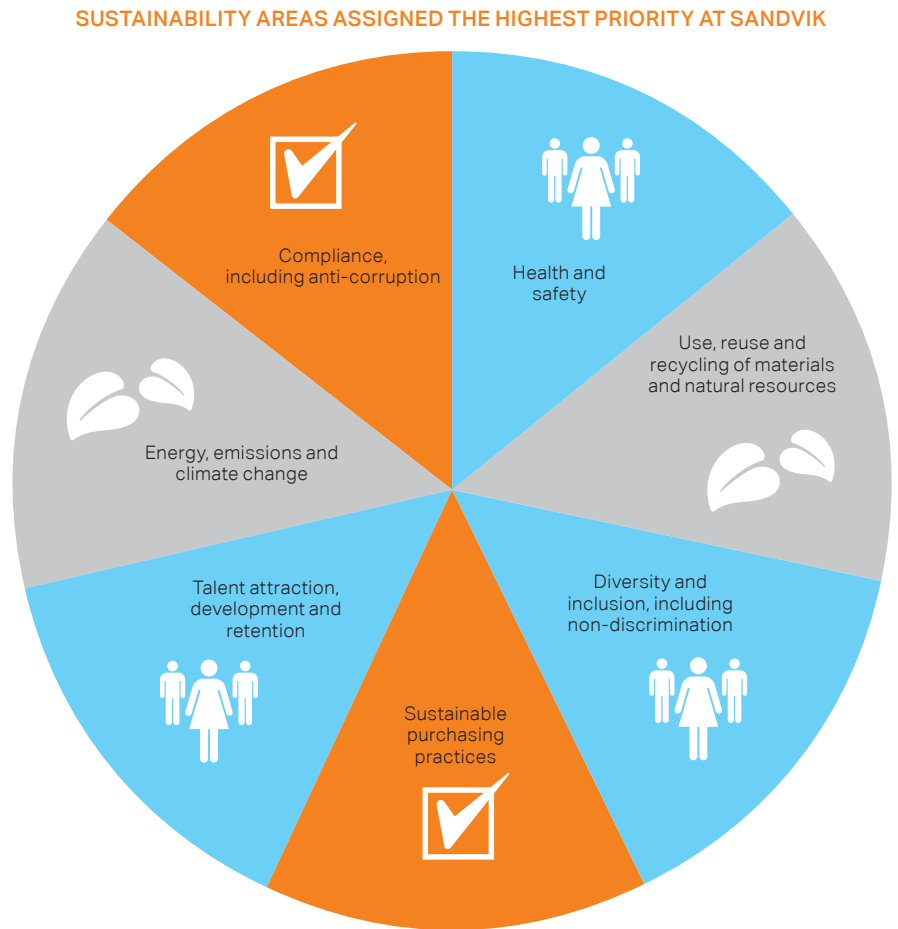 SUSTAINABILITY AREAS ASSIGNED THE HIGHEST PRIORITY AT SANDVIK
Compliance,
including anti-corruption
Health and
safety
Use, reuse and
recycling of materials
and natural resources
Energy, emissions and
climate change
Talent attraction,
development and
retention
Diversity and
inclusion, including
non-discrimination
Sustainable
purchasing
practices